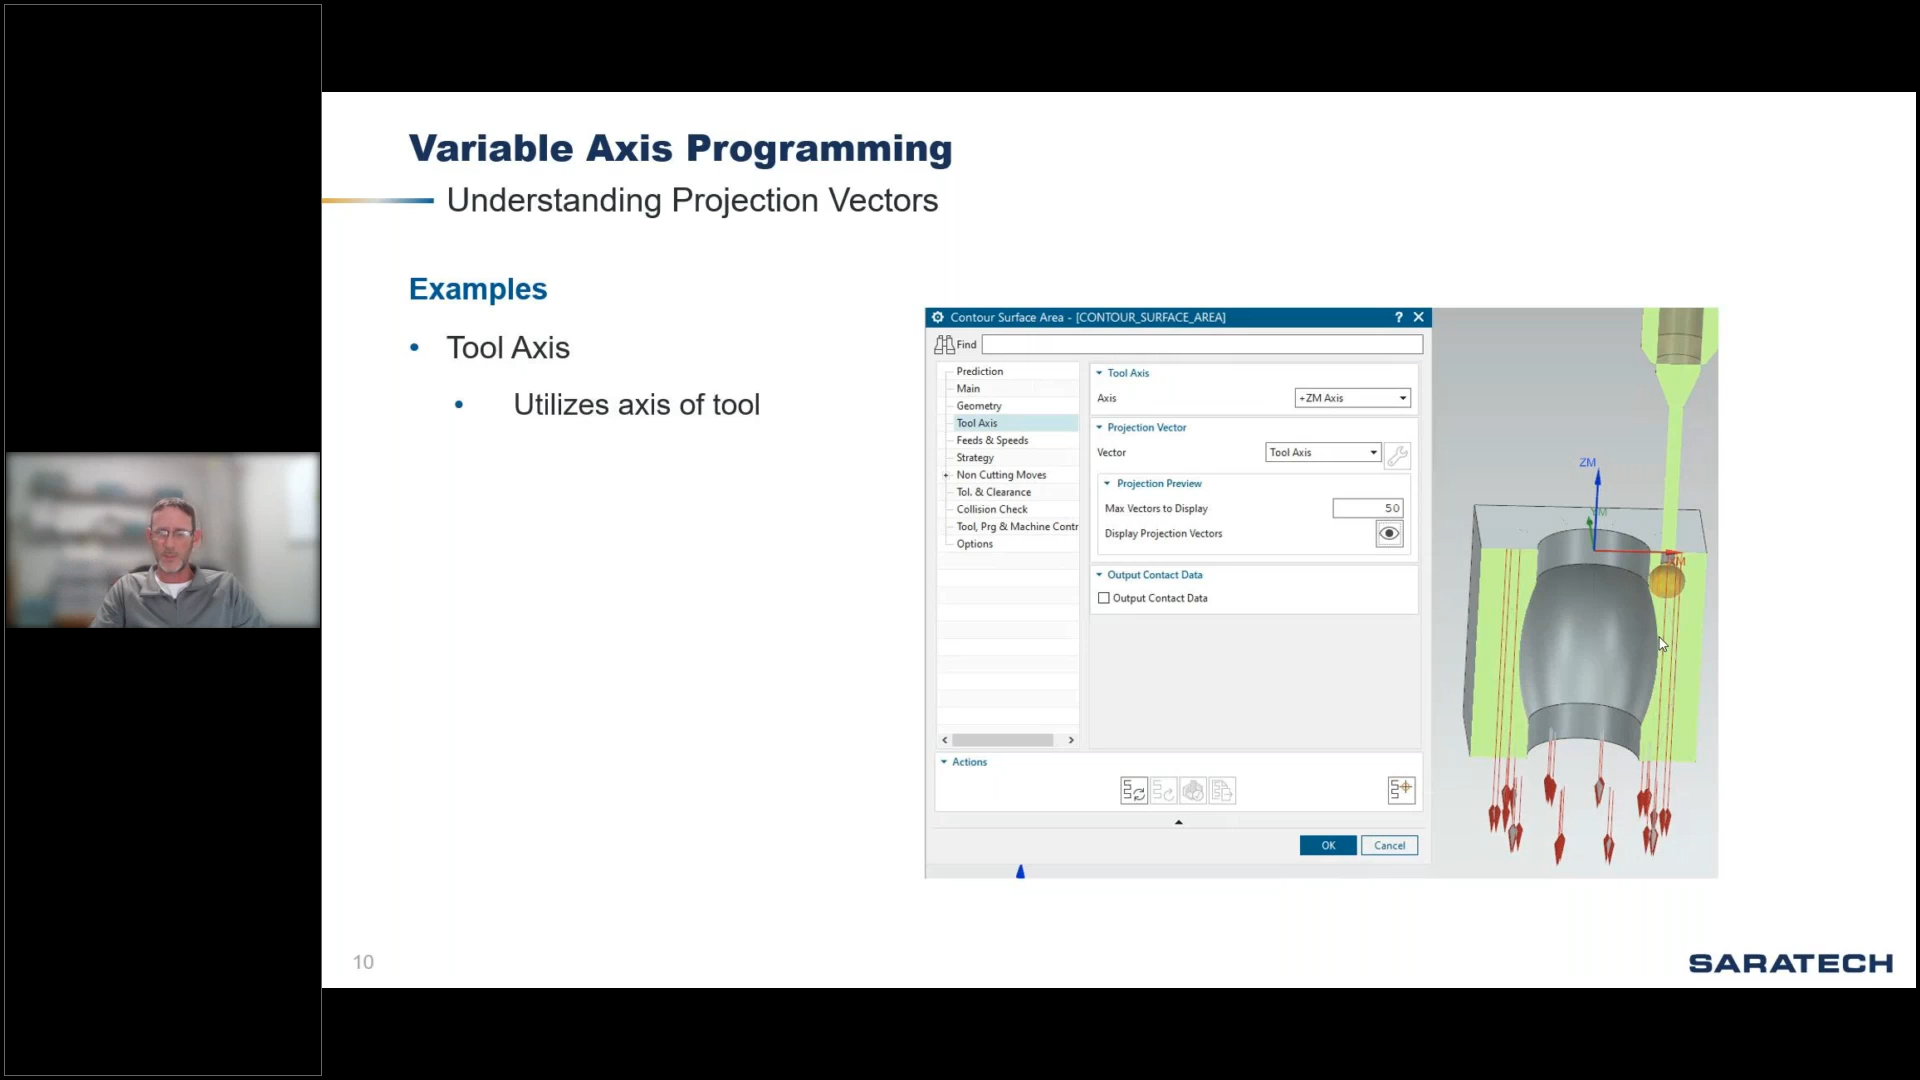 Variable Axis Programming
Understanding Projection Vectors
Examples
• Tool Axis
• Utilizes axis of tool
Contour Surface Area - [CONTOUR_SURFACE_AREA]
? ✕
Find
Prediction
Main
Geometry
Tool Axis
Feeds & Speeds
Strategy
Non Cutting Moves
Tol. & Clearance
Collision Check
Tool, Prg & Machine Contr
Options
Tool Axis
Axis +ZM Axis
Projection Vector
Vector Tool Axis
Projection Preview
Max Vectors to Display 50
Display Projection Vectors
Output Contact Data
Output Contact Data
Actions
OK Cancel
ZM
YM
XM
10
SARATECH